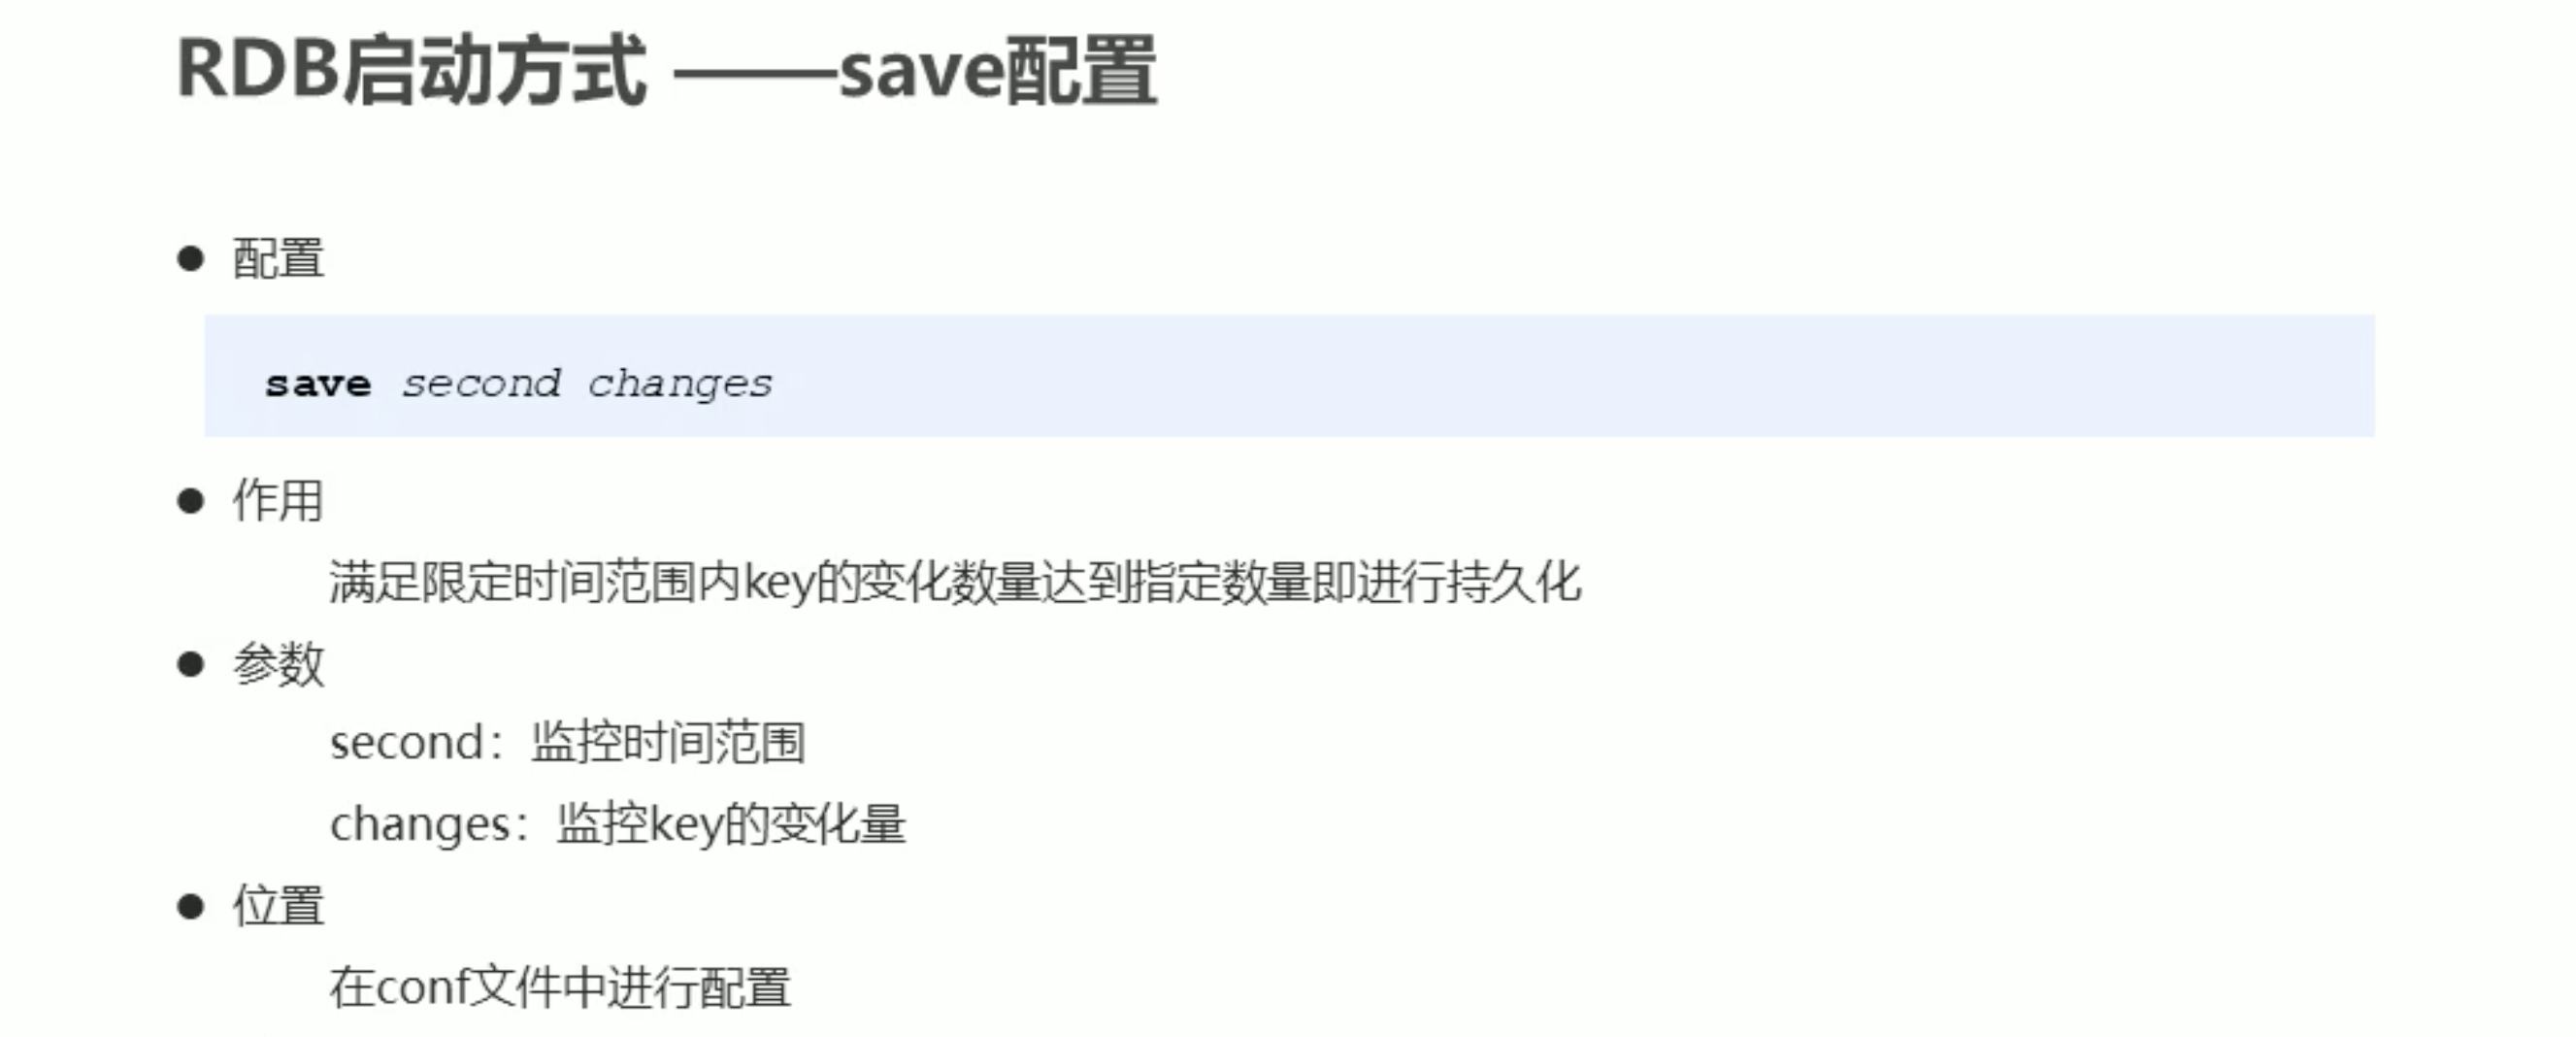 RDB启动方式 ——save配置
● 配置
save second changes
● 作用
满足限定时间范围内key的变化数量达到指定数量即进行持久化
● 参数
second：监控时间范围
changes：监控key的变化量
● 位置
在conf文件中进行配置